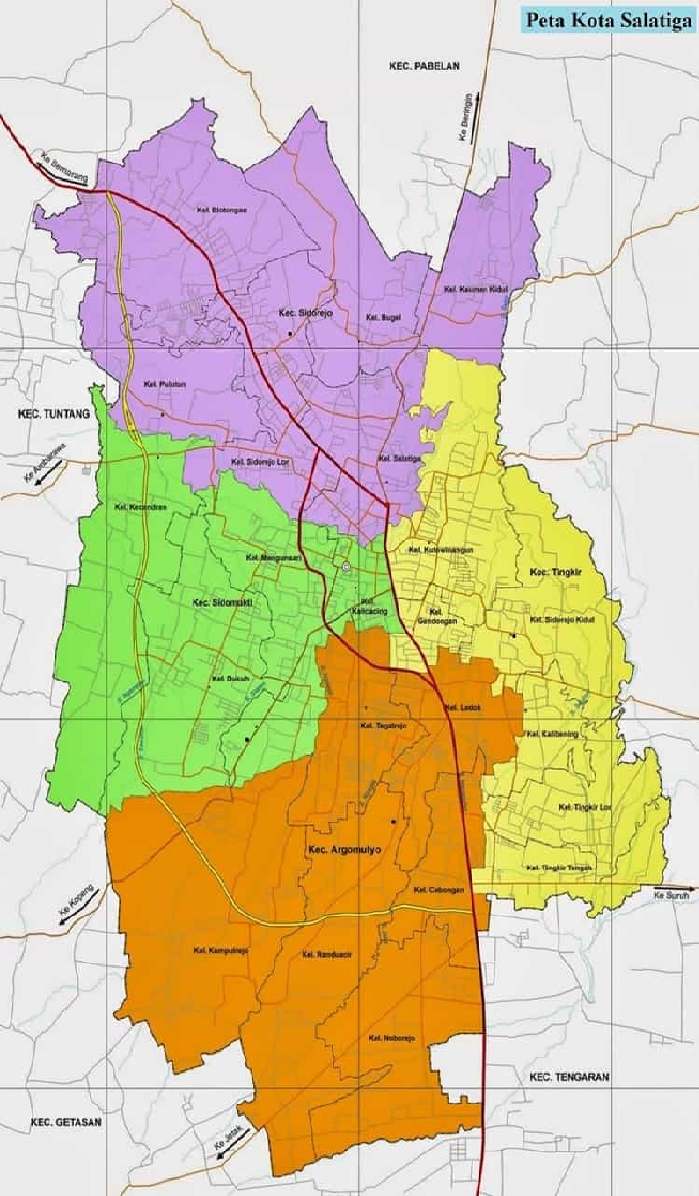 Peta Kota Salatiga
KEC. PABELAN
Ke Beringin
Ke Semarang
Kel. Blotongan
Kel. Kauman Kidul
Kec. Sidorejo
Kel. Bugel
Kel. Pulutan
KEC. TUNTANG
Kel. Sidorejo Lor
Kel. Salatiga
Ke Ambarawa
Kel. Kecandran
Kel. Mangunsari
Kel. Kutowinangun
Kec. Tingkir
Kec. Sidomukti
Kel.
Kalicacing
Kel.
Gendongan
Kel. Sidorejo Kidul
Kel. Dukuh
Kel. Ledok
Kel. Tegalrejo
Kel. Kalibening
Kel. Tingkir Lor
Kec. Argomulyo
Kel. Tingkir Tengah
Kel. Cebongan
Ke Suruh
Ke Kopeng
Kel. Kumpulrejo
Kel. Randuacir
Kel. Noborejo
KEC. TENGARAN
KEC. GETASAN
Ke Jetak